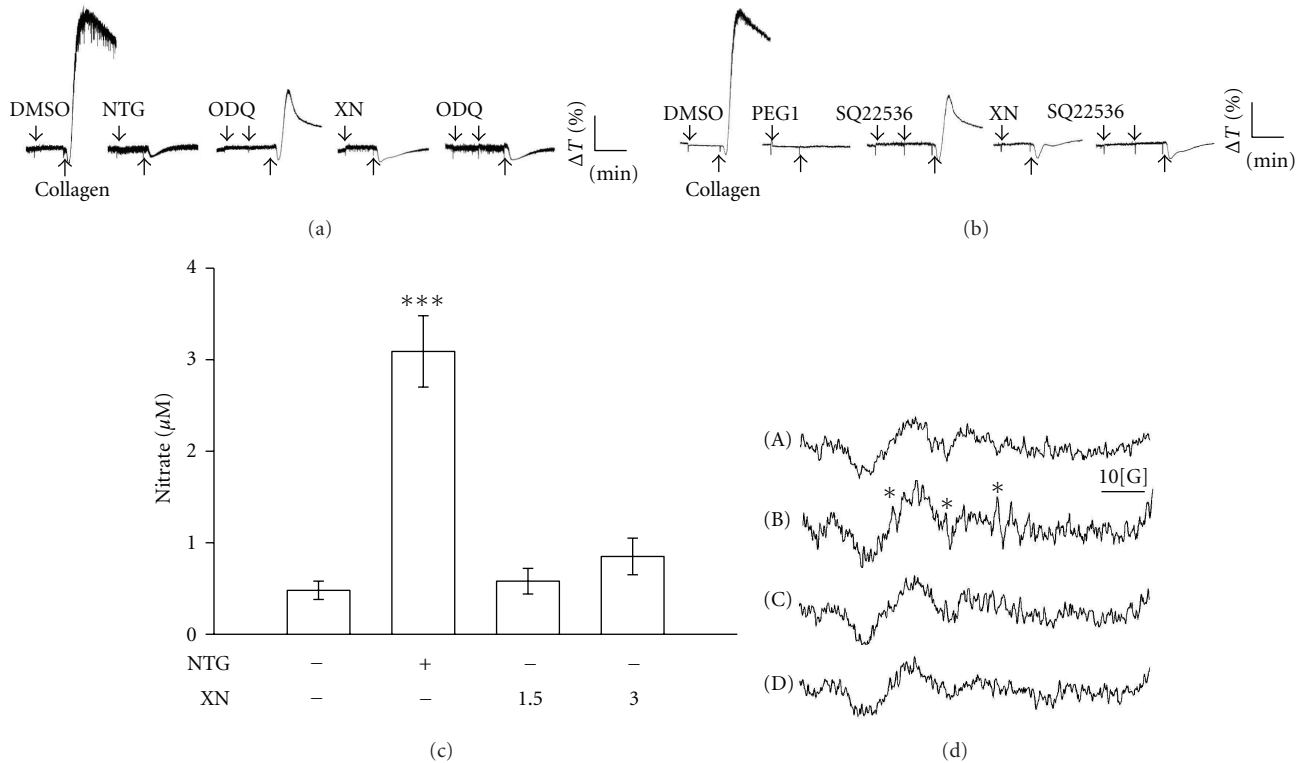 DMSO NTG ODQ XN ODQ
ΔT (%)
(min)
Collagen
(a)
DMSO PEG1 SQ22536 XN SQ22536
ΔT (%)
(min)
Collagen
(b)
Nitrate (μM)
4
3
2
1
0
***
NTG − + − −
XN − − 1.5 3
(c)
(A)
10[G]
(B) * * *
(C)
(D)
(d)